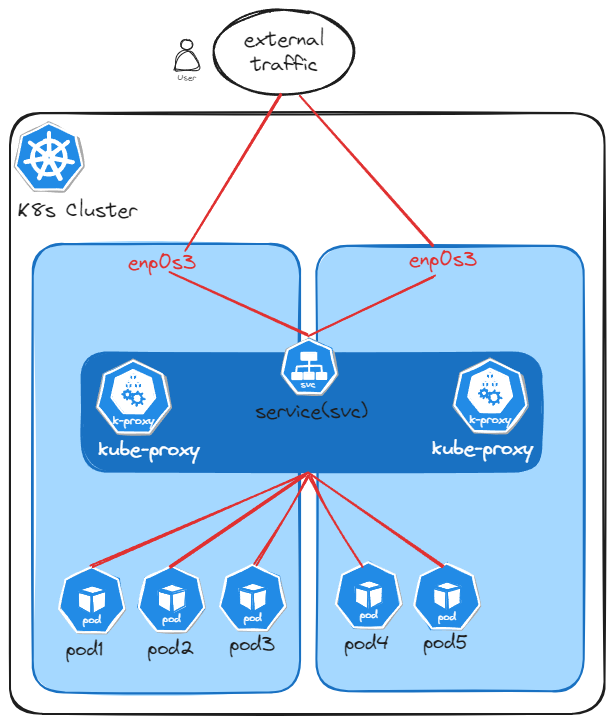 external
traffic
User
K8s Cluster
enp0s3
enp0s3
svc
service(svc)
k-proxy
kube-proxy
k-proxy
kube-proxy
pod
pod1
pod
pod2
pod
pod3
pod
pod4
pod
pod5